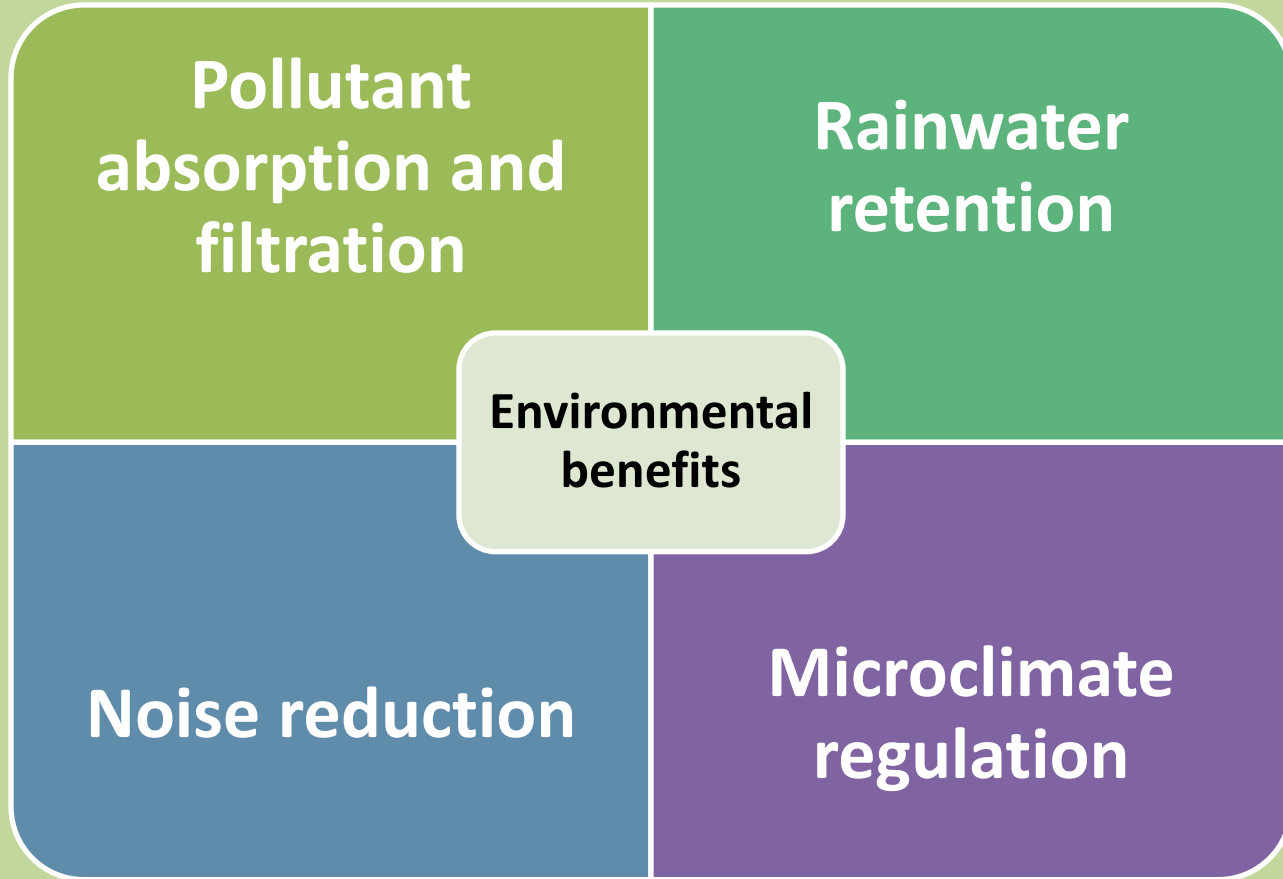 Pollutant
absorption and
filtration
Rainwater
retention
Environmental
benefits
Noise reduction
Microclimate
regulation